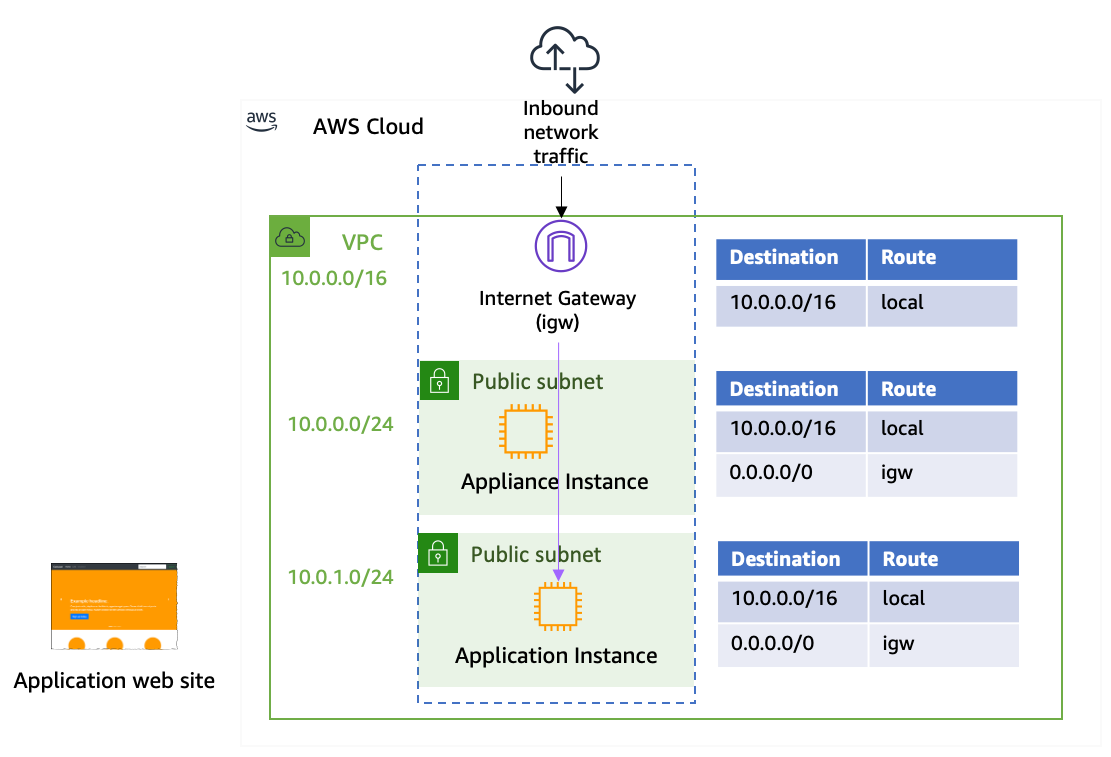 Inbound
network
traffic
aws
AWS Cloud
VPC
10.0.0.0/16
Internet Gateway
(igw)
Destination Route
10.0.0.0/16 local
Public subnet
10.0.0.0/24
Appliance Instance
Destination Route
10.0.0.0/16 local
0.0.0.0/0 igw
Public subnet
10.0.1.0/24
Application Instance
Destination Route
10.0.0.0/16 local
0.0.0.0/0 igw
Example headline.
Application web site